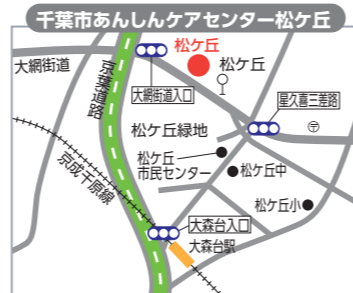 千葉市あんしんケアセンター松ケ丘
松ケ丘
松ケ丘
大網街道
京葉道路
大網街道入口
星久喜三差路
松ケ丘緑地
松ケ丘
市民センター
松ケ丘中
京成千原線
松ケ丘小
大森台入口
大森台駅